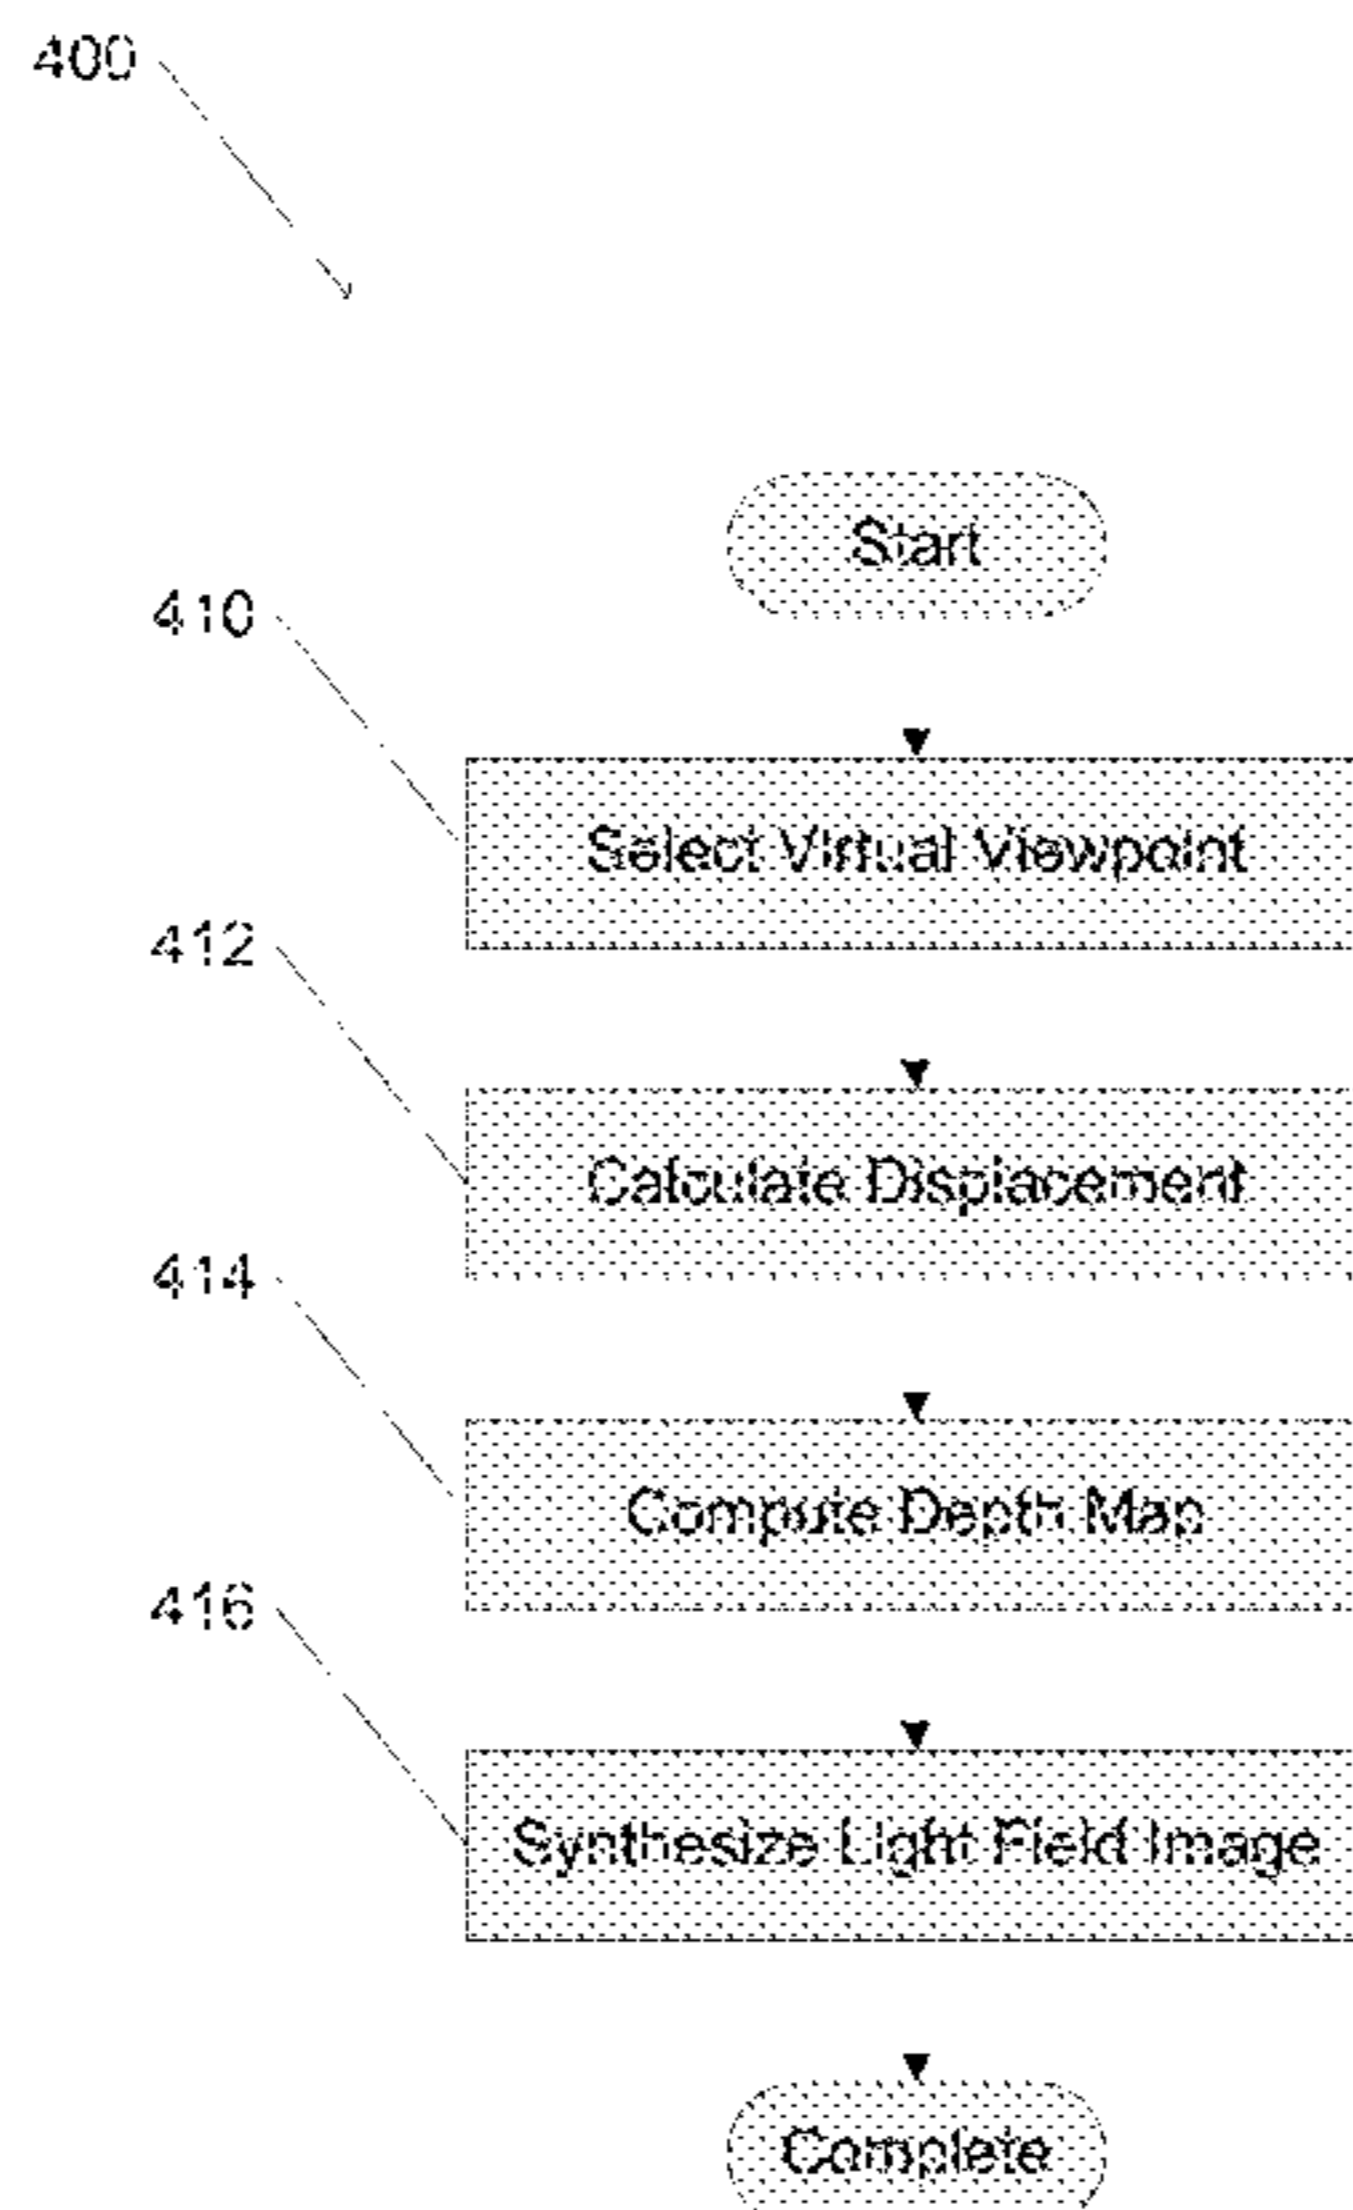 400
Start
410
Select Virtual Viewpoint
412
Calculate Displacement
414
Compute Depth Map
416
Synthesize Light Field Image
Complete